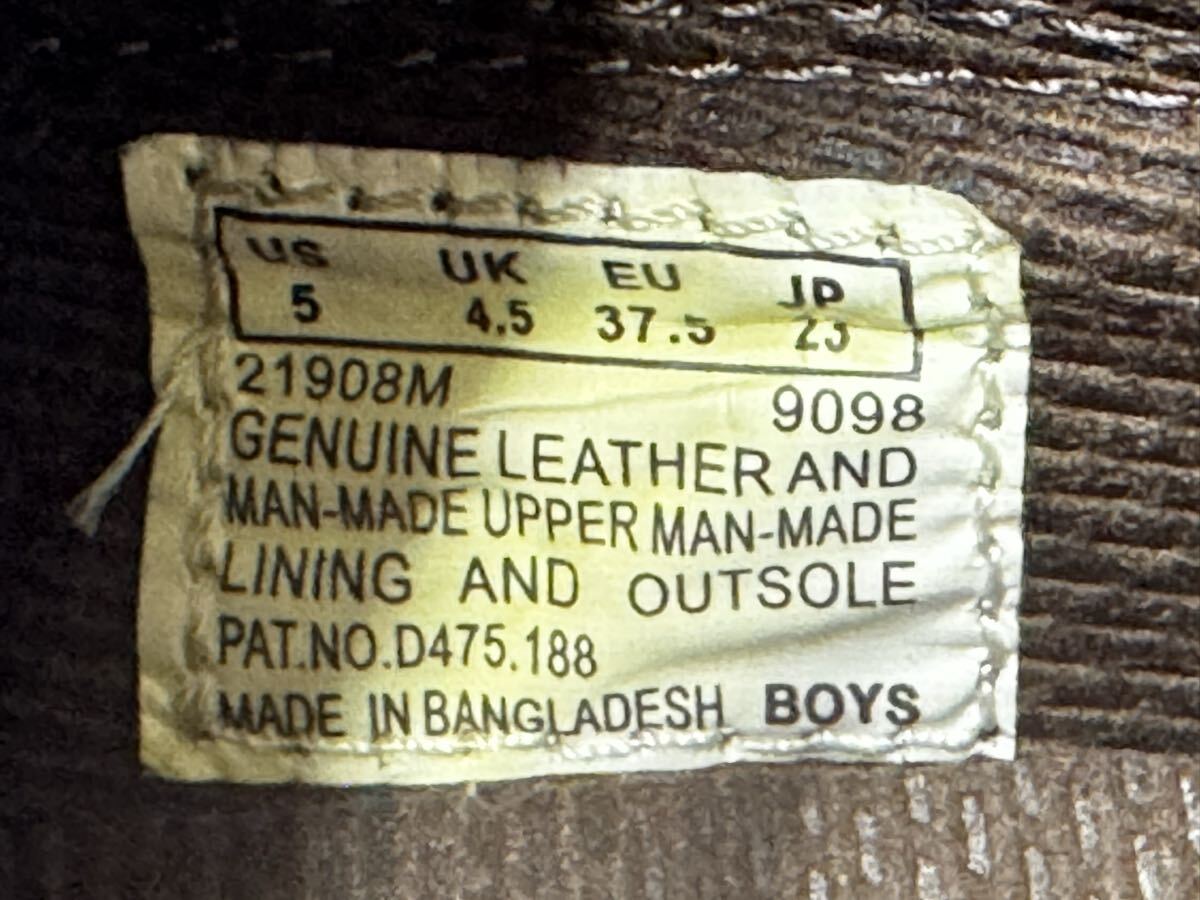 US UK EU JP
5 4.5 37.5 23
21908M 9098
GENUINE LEATHER AND
MAN-MADE UPPER MAN-MADE
LINING AND OUTSOLE
PAT.NO.D475.188
MADE IN BANGLADESH BOYS